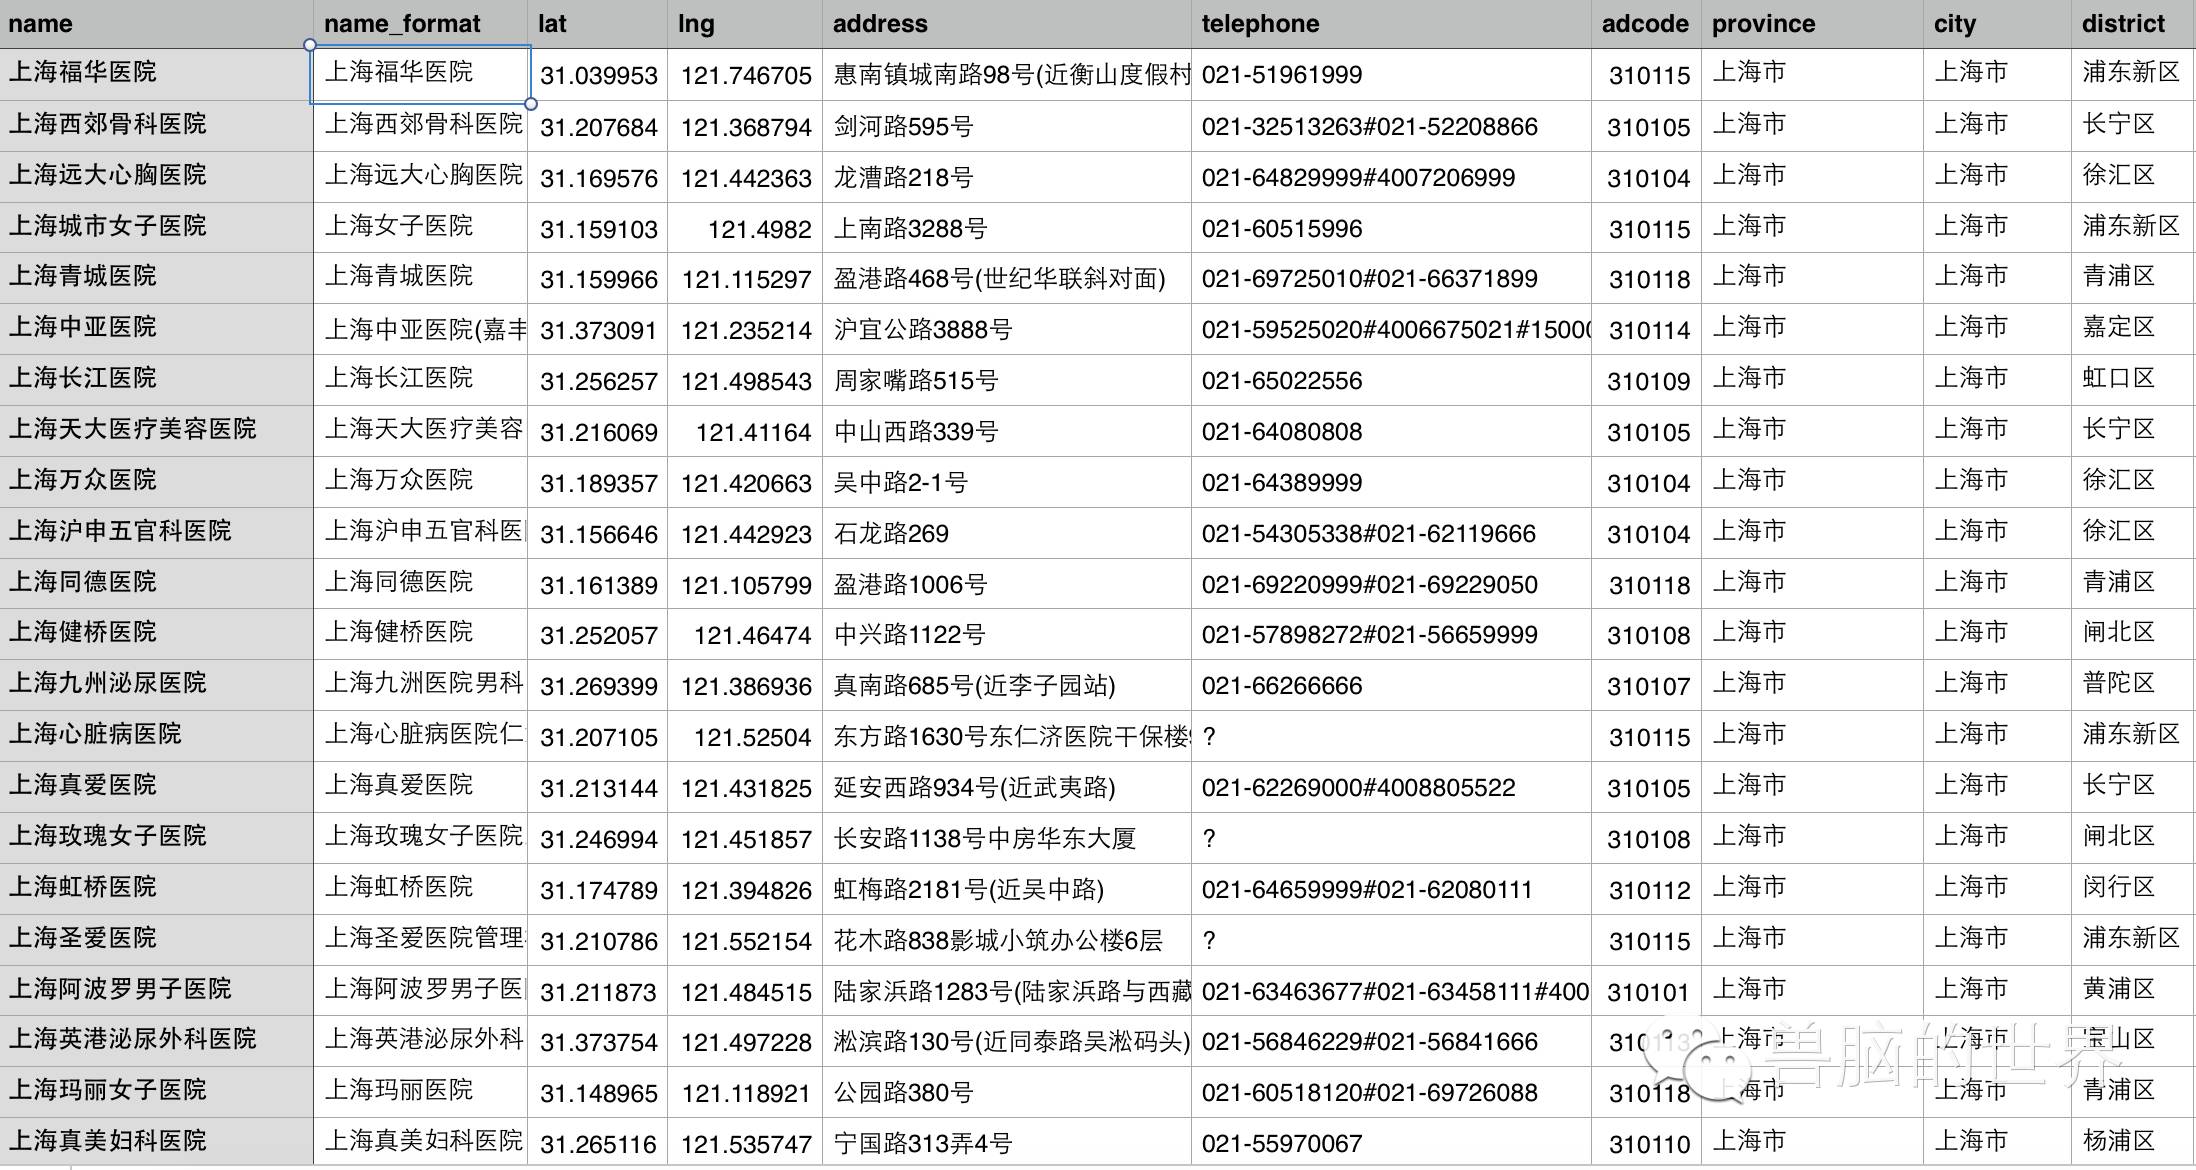 name name_format lat lng address telephone adcode province city district
上海福华医院 上海福华医院 31.039953 121.746705 惠南镇城南路98号(近衡山度假村 021-51961999 310115 上海市 上海市 浦东新区
上海西郊骨科医院 上海西郊骨科医院 31.207684 121.368794 剑河路595号 021-32513263#021-52208866 310105 上海市 上海市 长宁区
上海远大心胸医院 上海远大心胸医院 31.169576 121.442363 龙漕路218号 021-64829999#4007206999 310104 上海市 上海市 徐汇区
上海城市女子医院 上海女子医院 31.159103 121.4982 上南路3288号 021-60515996 310115 上海市 上海市 浦东新区
上海青城医院 上海青城医院 31.159966 121.115297 盈港路468号(世纪华联斜对面) 021-69725010#021-66371899 310118 上海市 上海市 青浦区
上海中亚医院 上海中亚医院(嘉丰 31.373091 121.235214 沪宜公路3888号 021-59525020#4006675021#15000 310114 上海市 上海市 嘉定区
上海长江医院 上海长江医院 31.256257 121.498543 周家嘴路515号 021-65022556 310109 上海市 上海市 虹口区
上海天大医疗美容医院 上海天大医疗美容 31.216069 121.41164 中山西路339号 021-64080808 310105 上海市 上海市 长宁区
上海万众医院 上海万众医院 31.189357 121.420663 吴中路2-1号 021-64389999 310104 上海市 上海市 徐汇区
上海沪申五官科医院 上海沪申五官科医 31.156646 121.442923 石龙路269 021-54305338#021-62119666 310104 上海市 上海市 徐汇区
上海同德医院 上海同德医院 31.161389 121.105799 盈港路1006号 021-69220999#021-69229050 310118 上海市 上海市 青浦区
上海健桥医院 上海健桥医院 31.252057 121.46474 中兴路1122号 021-57898272#021-56659999 310108 上海市 上海市 闸北区
上海九州泌尿医院 上海九洲医院男科 31.269399 121.386936 真南路685号(近李子园站) 021-66266666 310107 上海市 上海市 普陀区
上海心脏病医院 上海心脏病医院仁 31.207105 121.52504 东方路1630号东仁济医院干保楼 ? 310115 上海市 上海市 浦东新区
上海真爱医院 上海真爱医院 31.213144 121.431825 延安西路934号(近武夷路) 021-62269000#4008805522 310105 上海市 上海市 长宁区
上海玫瑰女子医院 上海玫瑰女子医院 31.246994 121.451857 长安路1138号中房华东大厦 ? 310108 上海市 上海市 闸北区
上海虹桥医院 上海虹桥医院 31.174789 121.394826 虹梅路2181号(近吴中路) 021-64659999#021-62080111 310112 上海市 上海市 闵行区
上海圣爱医院 上海圣爱医院管理 31.210786 121.552154 花木路838影城小筑办公楼6层 ? 310115 上海市 上海市 浦东新区
上海阿波罗男子医院 上海阿波罗男子医 31.211873 121.484515 陆家浜路1283号(陆家浜路与西藏 021-63463677#021-63458111#400 310101 上海市 上海市 黄浦区
上海英港泌尿外科医院 上海英港泌尿外科 31.373754 121.497228 淞滨路130号(近同泰路吴淞码头) 021-56846229#021-56841666 310113 上海市 上海市 宝山区
兽脑的世界
上海玛丽女子医院 上海玛丽医院 31.148965 121.118921 公园路380号 021-60518120#021-69726088 310118 上海市 上海市 青浦区
上海真美妇科医院 上海真美妇科医院 31.265116 121.535747 宁国路313弄4号 021-55970067 310110 上海市 上海市 杨浦区